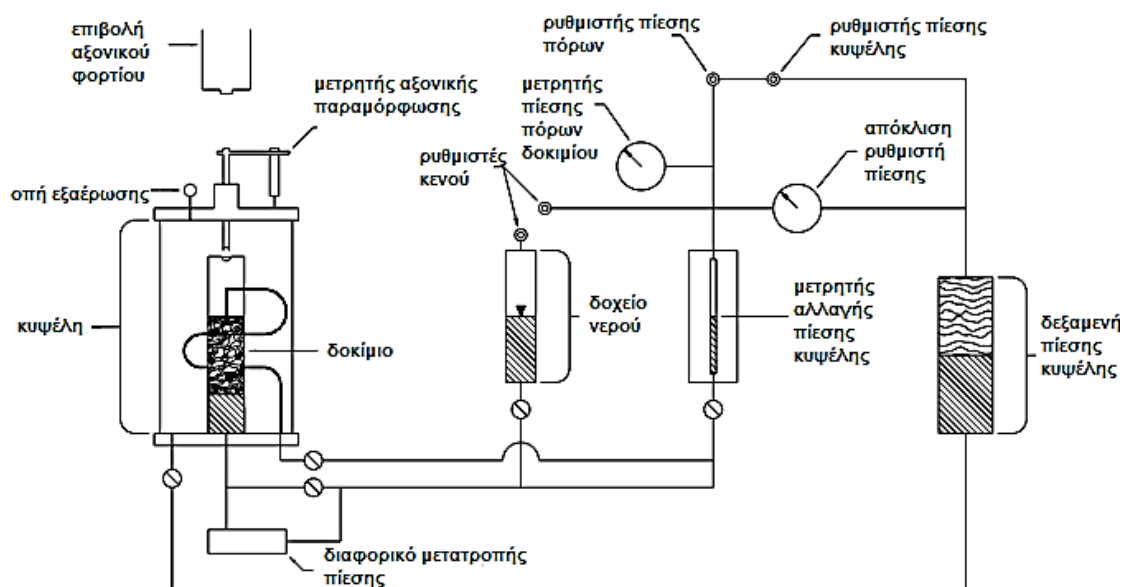 επιβολή
αξονικού
φορτίου
μετρητής αξονικής
παραμόρφωσης
οπή εξαέρωσης
κυψέλη
δοκίμιο
διαφορικό μετατροπής
πίεσης
ρυθμιστές
κενού
δοχείο
νερού
ρυθμιστής πίεσης
πόρων
μετρητής
πίεσης
πόρων
δοκιμίου
ρυθμιστής πίεσης
κυψέλης
απόκλιση
ρυθμιστή
πίεσης
μετρητής
αλλαγής
πίεσης
κυψέλης
δεξαμενή
πίεσης
κυψέλης